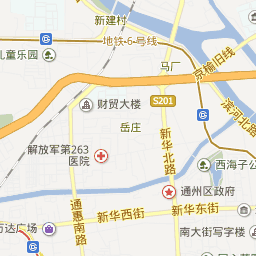 新建村
地铁 6 号线
儿童乐园
马厂
京榆旧线
财贸大楼
S201
滨河北路
岳庄
解放军第263
医院
新华北路
西海子公
通州区政府
通惠南路
新华西街
新华东街
万达广场
南大街写字楼